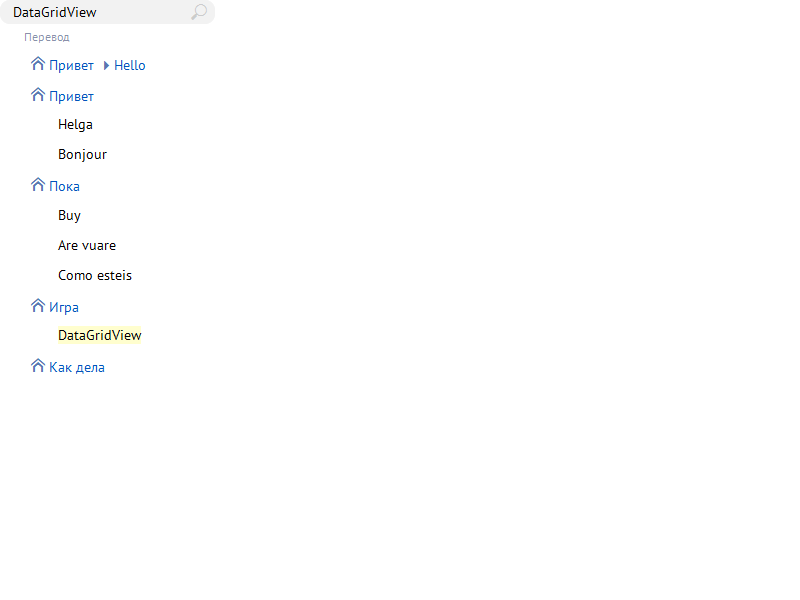 DataGridView
Перевод
Привет Hello
Привет
Helga
Bonjour
Пока
Buy
Are vuare
Como esteis
Игра
DataGridView
Как дела